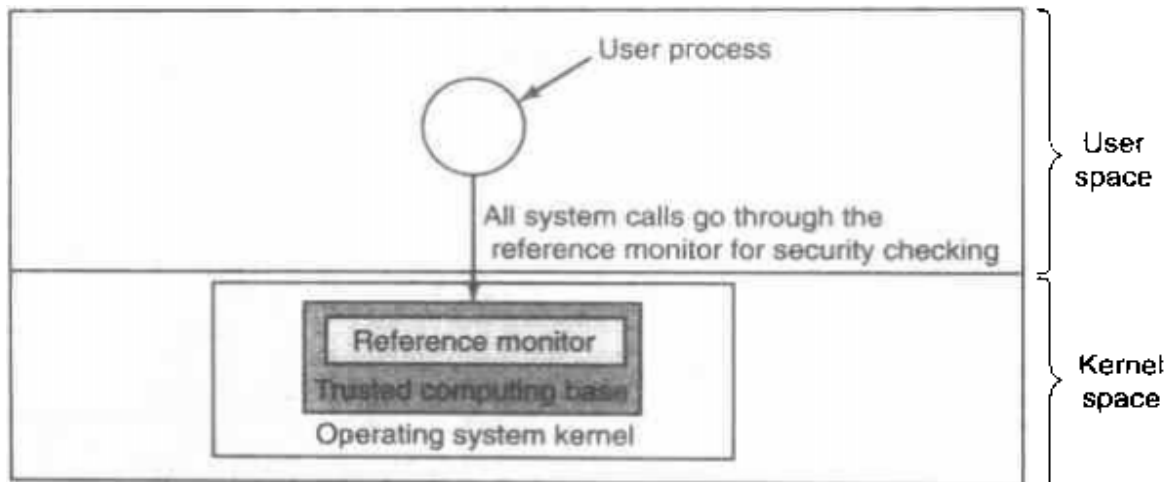 User process
User
space
All system calls go through the
reference monitor for security checking
Reference monitor
Trusted computing base
Operating system kernel
Kernel
space